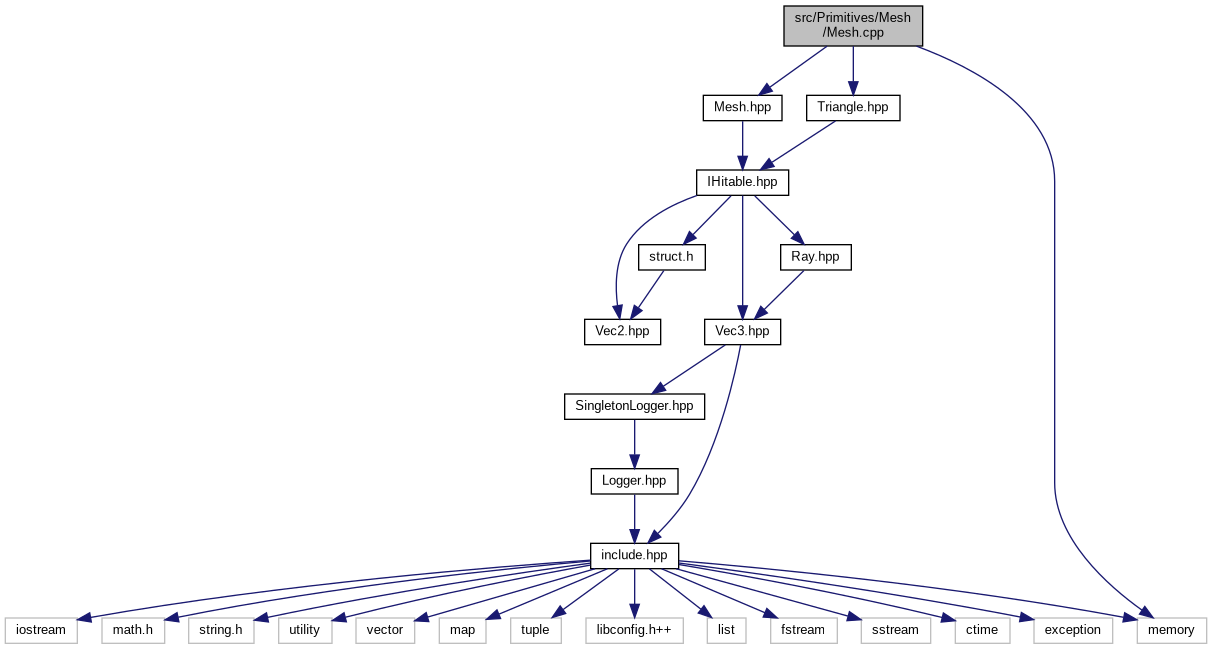 src/Primitives/Mesh
/Mesh.cpp
Mesh.hpp
Triangle.hpp
IHitable.hpp
struct.h
Ray.hpp
Vec2.hpp
Vec3.hpp
SingletonLogger.hpp
Logger.hpp
include.hpp
iostream
math.h
string.h
utility
vector
map
tuple
libconfig.h++
list
fstream
sstream
ctime
exception
memory